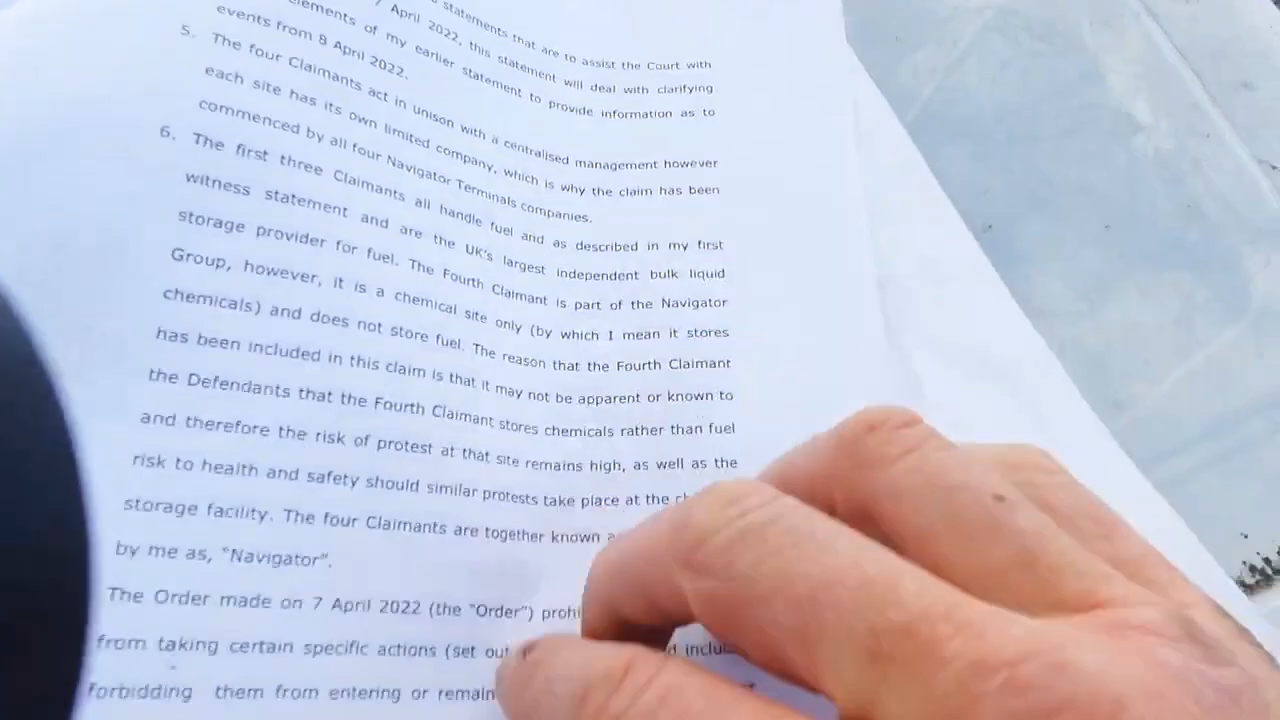 statements that are to assist the Court with
April 2022, this statement will deal with clarifying
elements of my earlier statement to provide information as to
events from 8 April 2022.
5. The four Claimants act in unison with a centralised management however
each site has its own limited company, which is why the claim has been
commenced by all four Navigator Terminals companies.
6. The first three Claimants all handle fuel and as described in my first
witness statement and are the UK's largest independent bulk liquid
storage provider for fuel. The Fourth Claimant is part of the Navigator
Group, however, it is a chemical site only (by which I mean it stores
chemicals) and does not store fuel. The reason that the Fourth Claimant
has been included in this claim is that it may not be apparent or known to
the Defendants that the Fourth Claimant stores chemicals rather than fuel
and therefore the risk of protest at that site remains high, as well as the
risk to health and safety should similar protests take place at the
storage facility. The four Claimants are together known
by me as, "Navigator".
The Order made on 7 April 2022 (the "Order")
from taking certain specific actions (set out
Forbidding them from entering or